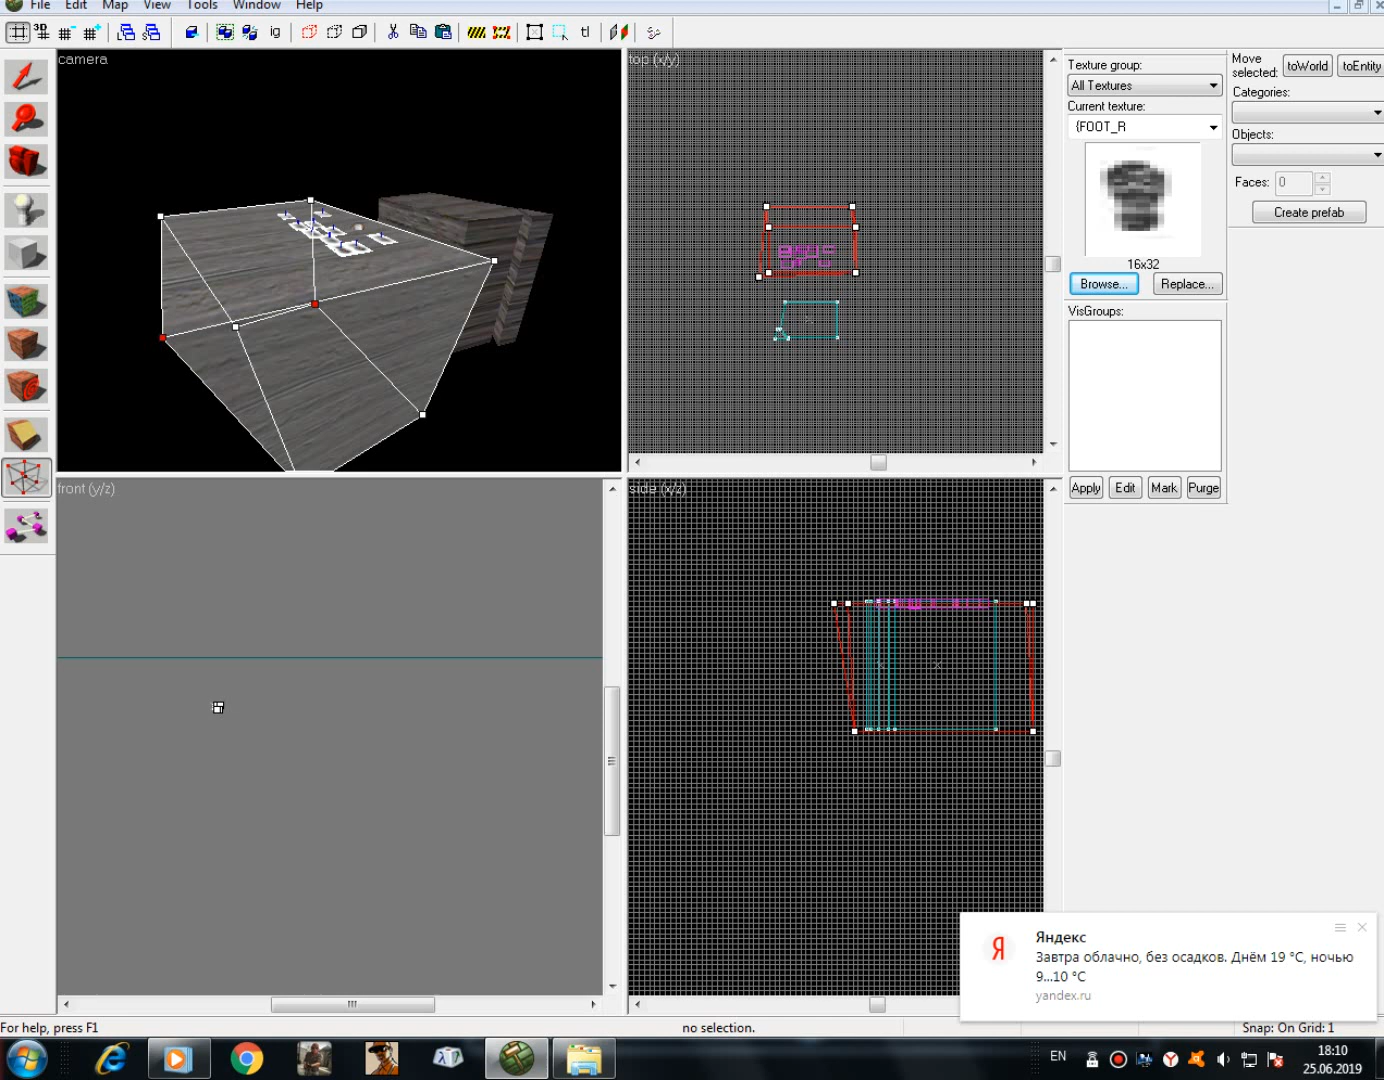 File Edit Map View Tools Window Help
3D
ig
tl
camera
top (x/y)
front (y/z)
side (x/z)
Texture group:
All Textures
Current texture:
{FOOT_R
16x32
Browse... Replace...
VisGroups:
Apply Edit Mark Purge
Move
selected:
toWorld toEntity
Categories:
Objects:
Faces: 0
Create prefab
Я
Яндекс
Завтра облачно, без осадков. Днём 19 °C, ночью
9...10 °C
yandex.ru
For help, press F1
no selection.
Snap: On Grid: 1
EN
18:10
25.06.2019